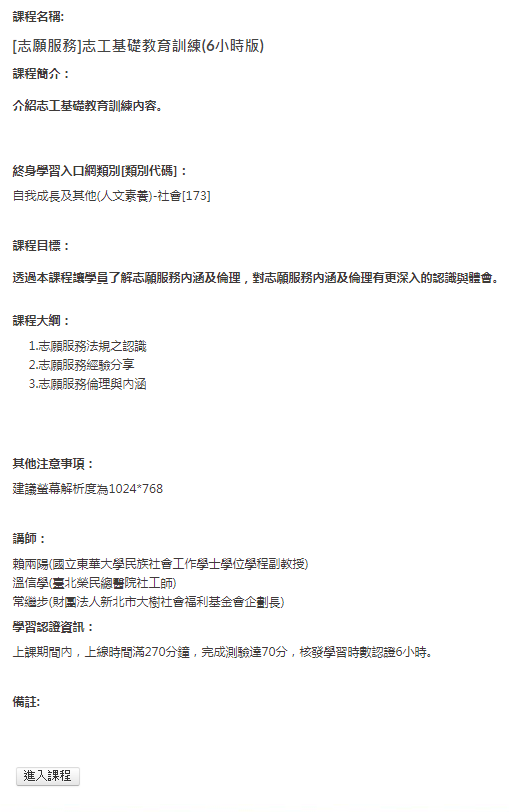 課程名稱:
[志願服務]志工基礎教育訓練(6小時版)
課程簡介：
介紹志工基礎教育訓練內容。
終身學習入口網類別[類別代碼]：
自我成長及其他(人文素養)-社會[173]
課程目標：
透過本課程讓學員了解志願服務內涵及倫理，對志願服務內涵及倫理有更深入的認識與體會。
課程大綱：
1.志願服務法規之認識
2.志願服務經驗分享
3.志願服務倫理與內涵
其他注意事項：
建議螢幕解析度為1024*768
講師：
賴兩陽(國立東華大學民族社會工作學士學位學程副教授)
溫信學(臺北榮民總醫院社工師)
常繼步(財團法人新北市大樹社會福利基金會企劃長)
學習認證資訊：
上課期間內，上線時間滿270分鐘，完成測驗達70分，核發學習時數認證6小時。
備註:
進入課程